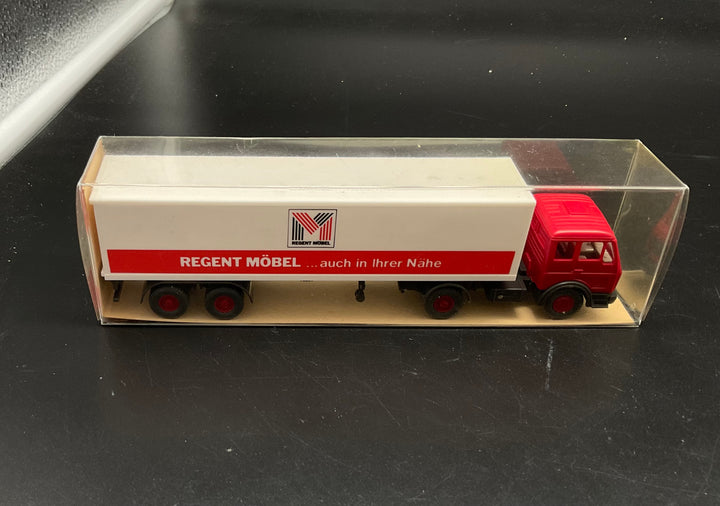 REGENT MÖBEL
REGENT MÖBEL ...auch in Ihrer Nähe